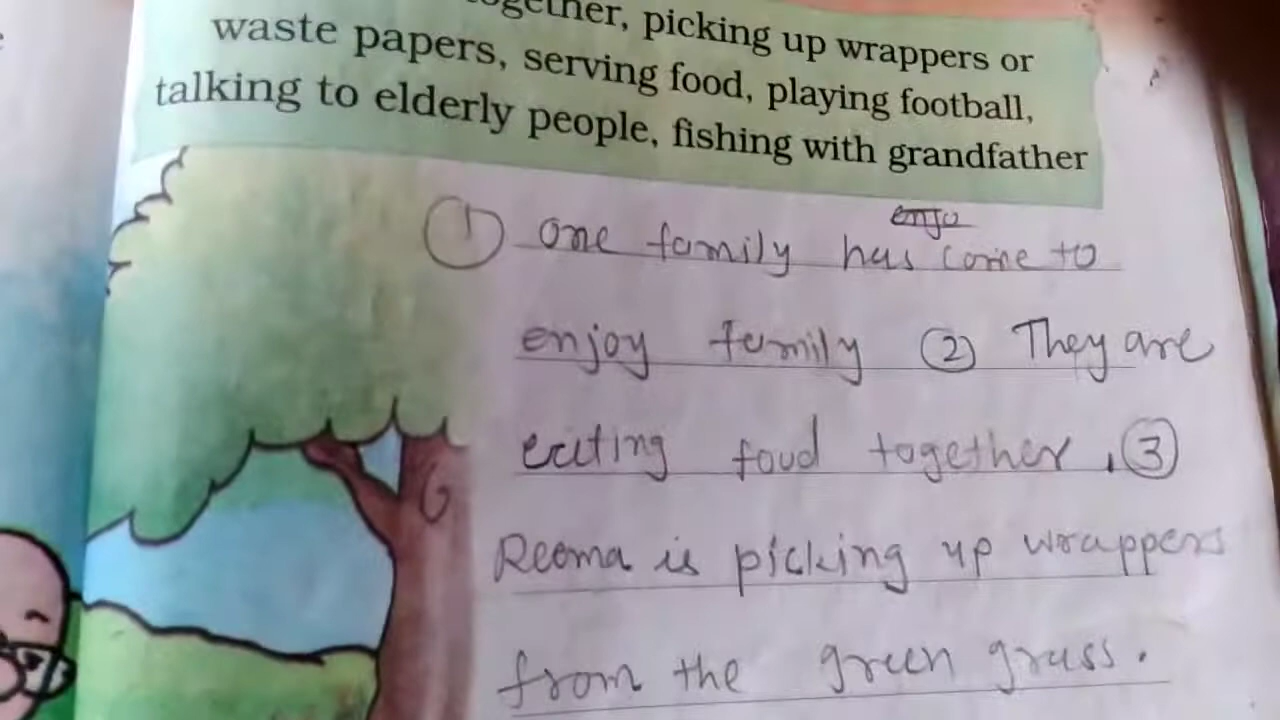 together, picking up wrappers or
waste papers, serving food, playing football,
talking to elderly people, fishing with grandfather
enjo
① One family has come to
enjoy family ② They are
eating food together. ③
Reema is picking up wrappers
from the green grass.